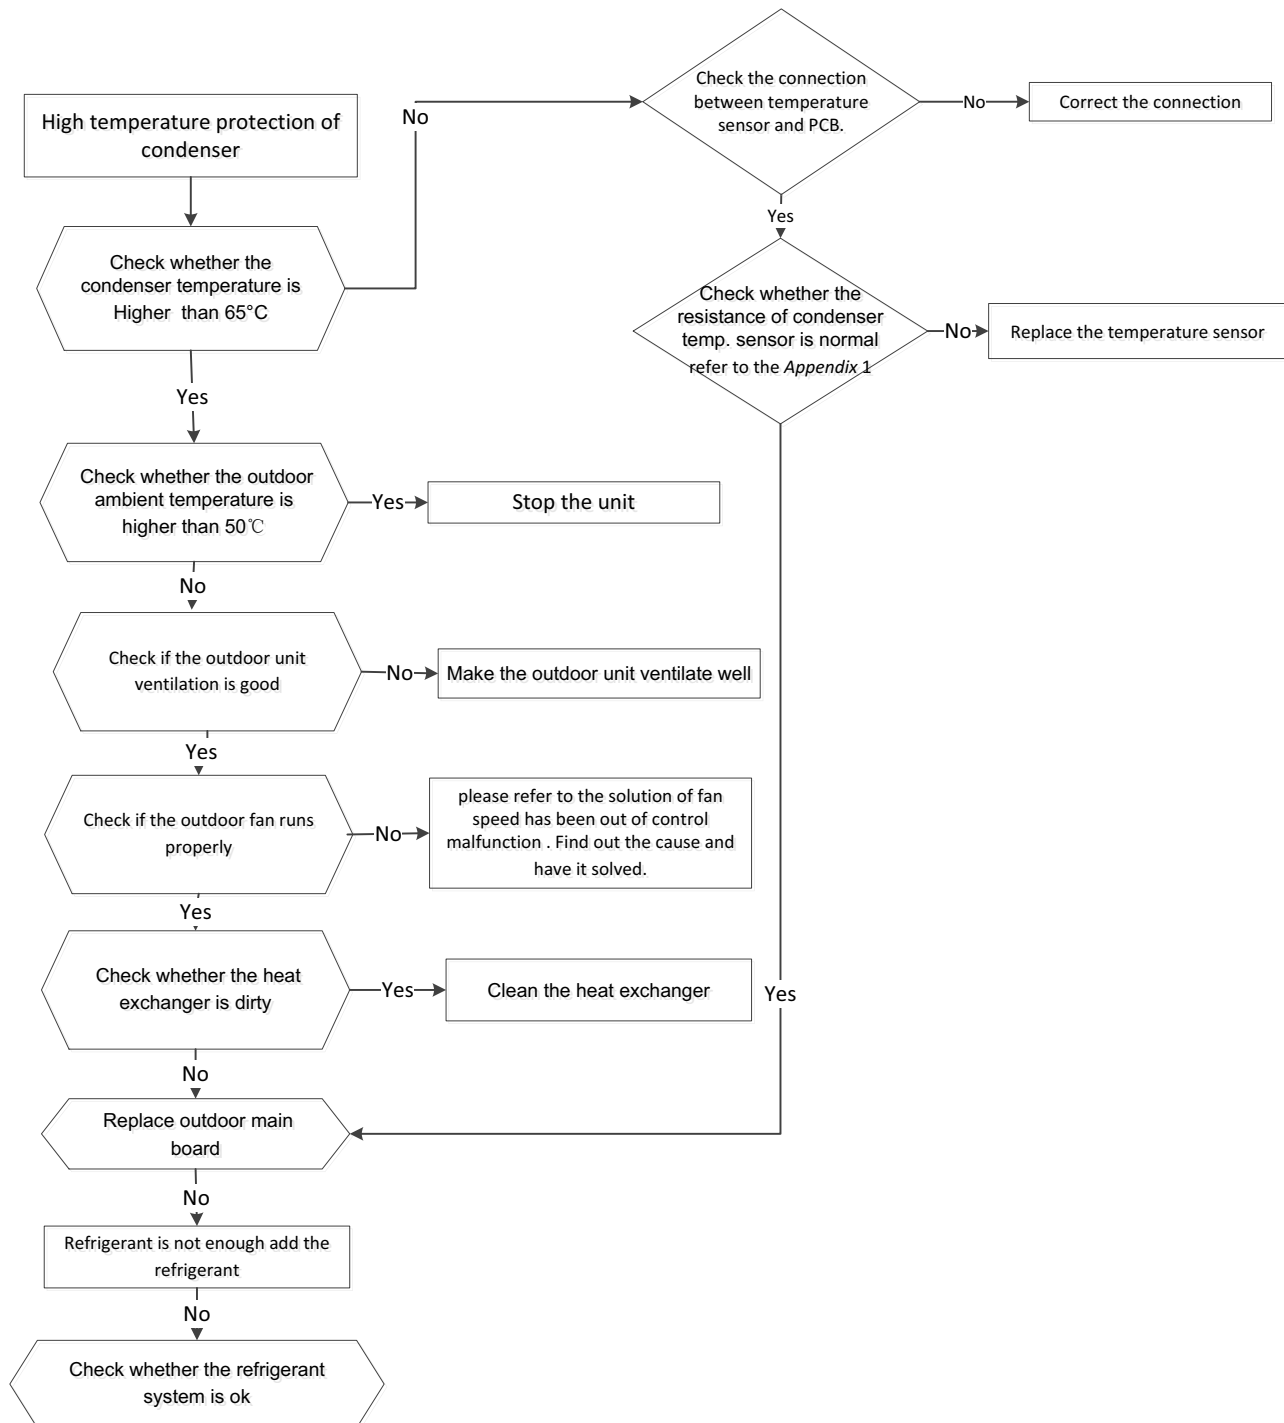 High temperature protection of
condenser
No
Check the connection
between temperature
sensor and PCB.
No
Correct the connection
Yes
Check whether the
condenser temperature is
Higher than 65°C
Check whether the
resistance of condenser
temp. sensor is normal
refer to the Appendix 1
No
Replace the temperature sensor
Yes
Check whether the outdoor
ambient temperature is
higher than 50℃
Yes
Stop the unit
No
Check if the outdoor unit
ventilation is good
No
Make the outdoor unit ventilate well
Yes
Check if the outdoor fan runs
properly
No
please refer to the solution of fan
speed has been out of control
malfunction . Find out the cause and
have it solved.
Yes
Check whether the heat
exchanger is dirty
Yes
Clean the heat exchanger
Yes
No
Replace outdoor main
board
No
Refrigerant is not enough add the
refrigerant
No
Check whether the refrigerant
system is ok